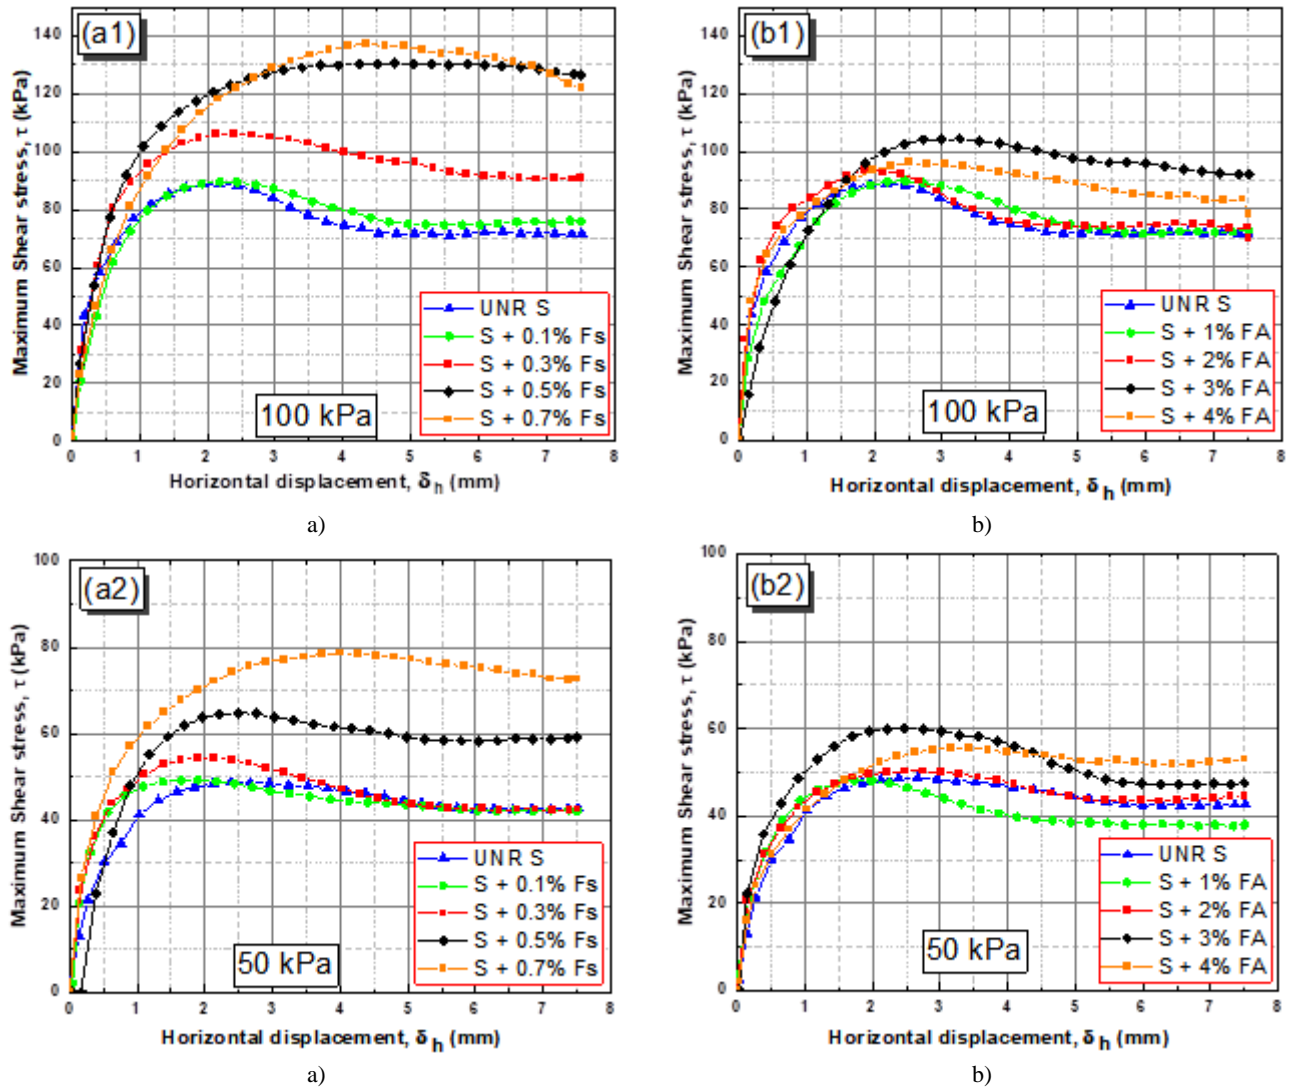 (a1)
Maximum Shear stress, τ (kPa)
140
120
100
80
60
40
20
0
0 1 2 3 4 5 6 7 8
UNR S
S + 0.1% Fs
S + 0.3% Fs
S + 0.5% Fs
S + 0.7% Fs
100 kPa
Horizontal displacement, δh (mm)
a)
(b1)
Maximum Shear stress, τ (kPa)
140
120
100
80
60
40
20
0
0 1 2 3 4 5 6 7 8
UNR S
S + 1% FA
S + 2% FA
S + 3% FA
S + 4% FA
100 kPa
Horizontal displacement, δh (mm)
b)
(a2)
Maximum Shear stress, τ (kPa)
100
80
60
40
20
0
0 1 2 3 4 5 6 7 8
UNR S
S + 0.1% Fs
S + 0.3% Fs
S + 0.5% Fs
S + 0.7% Fs
50 kPa
Horizontal displacement, δh (mm)
a)
(b2)
Maximum Shear stress, τ (kPa)
100
80
60
40
20
0
0 1 2 3 4 5 6 7 8
UNR S
S + 1% FA
S + 2% FA
S + 3% FA
S + 4% FA
50 kPa
Horizontal displacement, δh (mm)
b)